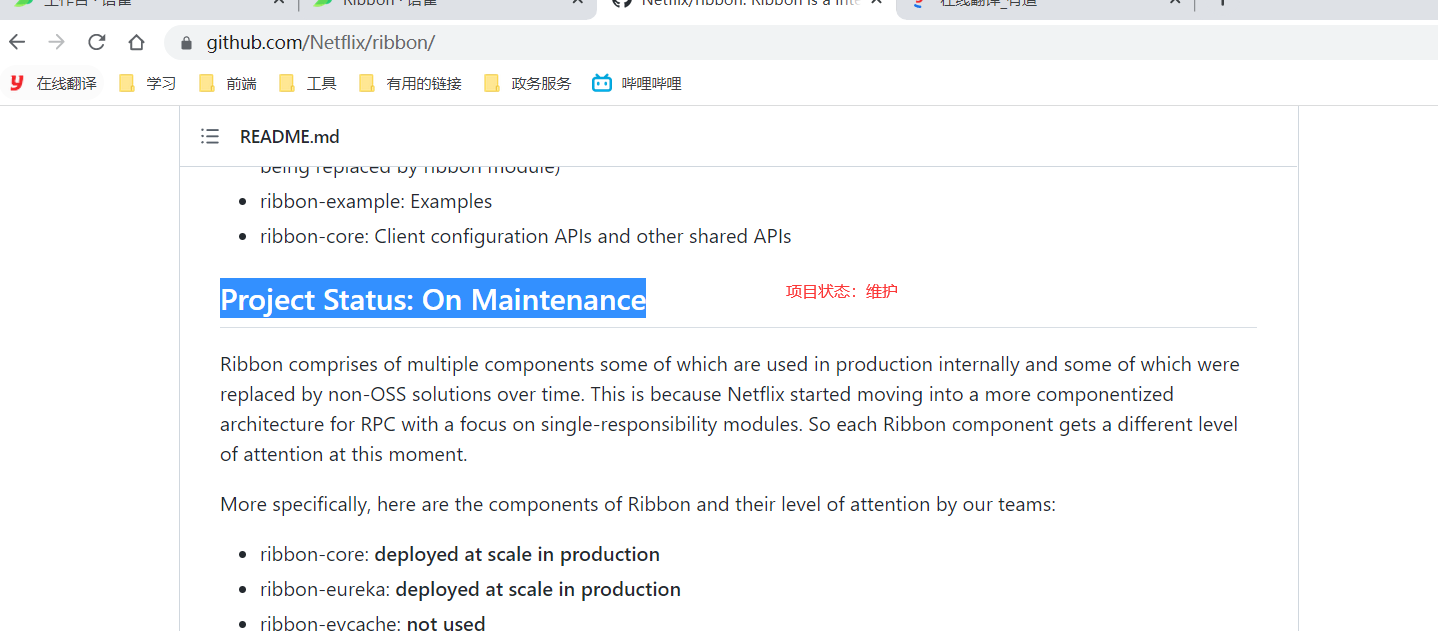 工作台 · 语雀
Ribbon · 语雀
Netflix/ribbon: Ribbon is a Inte
在线翻译_有道
github.com/Netflix/ribbon/
在线翻译
学习
前端
工具
有用的链接
政务服务
哔哩哔哩
README.md
being replaced by ribbon module)
ribbon-example: Examples
ribbon-core: Client configuration APIs and other shared APIs
Project Status: On Maintenance
项目状态：维护
Ribbon comprises of multiple components some of which are used in production internally and some of which were
replaced by non-OSS solutions over time. This is because Netflix started moving into a more componentized
architecture for RPC with a focus on single-responsibility modules. So each Ribbon component gets a different level
of attention at this moment.
More specifically, here are the components of Ribbon and their level of attention by our teams:
ribbon-core: deployed at scale in production
ribbon-eureka: deployed at scale in production
ribbon-evcache: not used